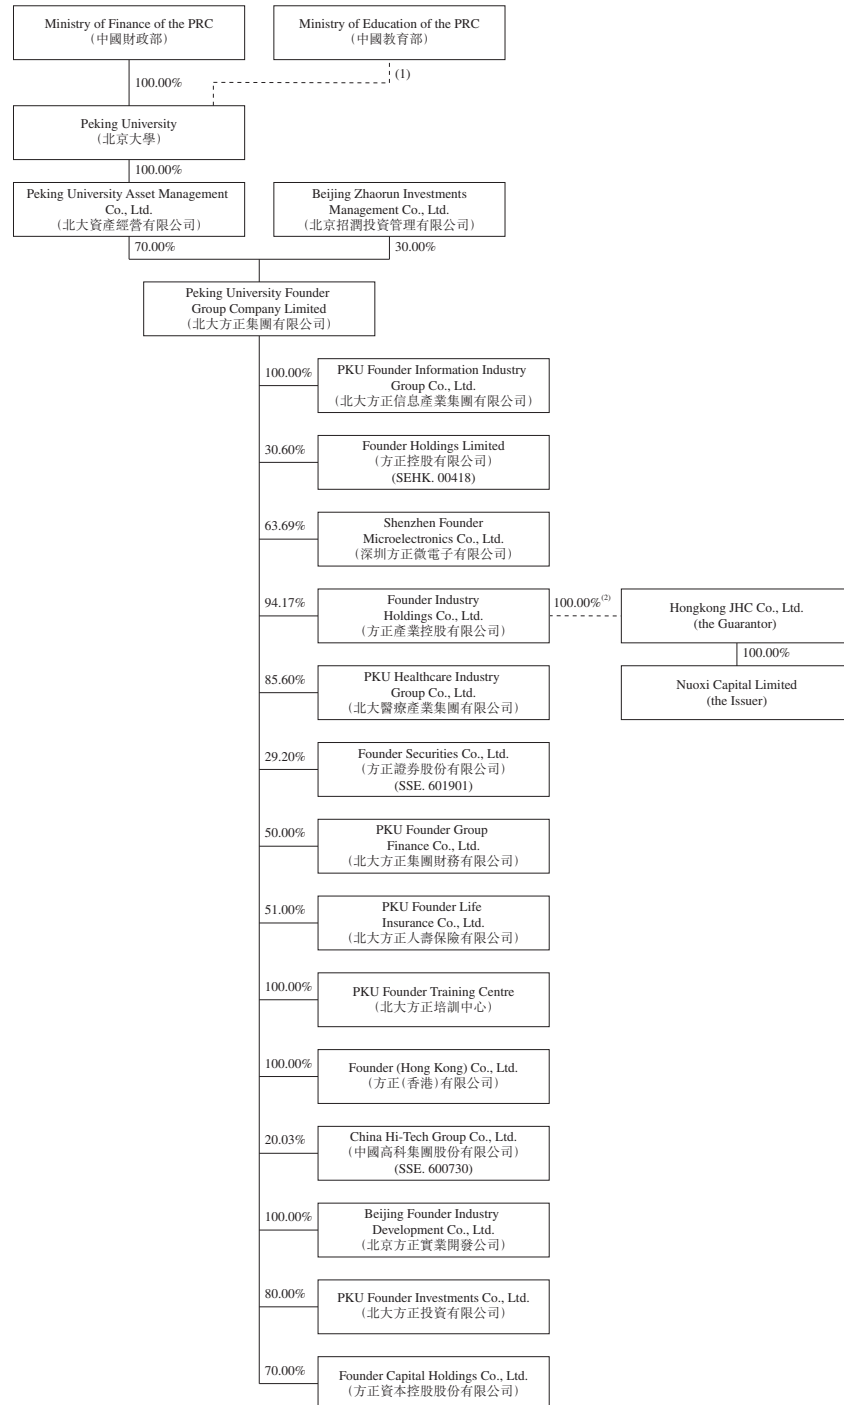 Ministry of Finance of the PRC
(中國財政部)
Ministry of Education of the PRC
(中國教育部)
100.00%
(1)
Peking University
(北京大學)
100.00%
Peking University Asset Management
Co., Ltd.
(北大資產經營有限公司)
Beijing Zhaorun Investments
Management Co., Ltd.
(北京招潤投資管理有限公司)
70.00%
30.00%
Peking University Founder
Group Company Limited
(北大方正集團有限公司)
100.00%
PKU Founder Information Industry
Group Co., Ltd.
(北大方正信息產業集團有限公司)
30.60%
Founder Holdings Limited
(方正控股有限公司)
(SEHK. 00418)
63.69%
Shenzhen Founder
Microelectronics Co., Ltd.
(深圳方正微電子有限公司)
94.17%
Founder Industry
Holdings Co., Ltd.
(方正產業控股有限公司)
100.00%(2)
Hongkong JHC Co., Ltd.
(the Guarantor)
100.00%
Nuoxi Capital Limited
(the Issuer)
85.60%
PKU Healthcare Industry
Group Co., Ltd.
(北大醫療產業集團有限公司)
29.20%
Founder Securities Co., Ltd.
(方正證券股份有限公司)
(SSE. 601901)
50.00%
PKU Founder Group
Finance Co., Ltd.
(北大方正集團財務有限公司)
51.00%
PKU Founder Life
Insurance Co., Ltd.
(北大方正人壽保險有限公司)
100.00%
PKU Founder Training Centre
(北大方正培訓中心)
100.00%
Founder (Hong Kong) Co., Ltd.
(方正(香港)有限公司)
20.03%
China Hi-Tech Group Co., Ltd.
(中國高科集團股份有限公司)
(SSE. 600730)
100.00%
Beijing Founder Industry
Development Co., Ltd.
(北京方正實業開發公司)
80.00%
PKU Founder Investments Co., Ltd.
(北大方正投資有限公司)
70.00%
Founder Capital Holdings Co., Ltd.
(方正資本控股股份有限公司)